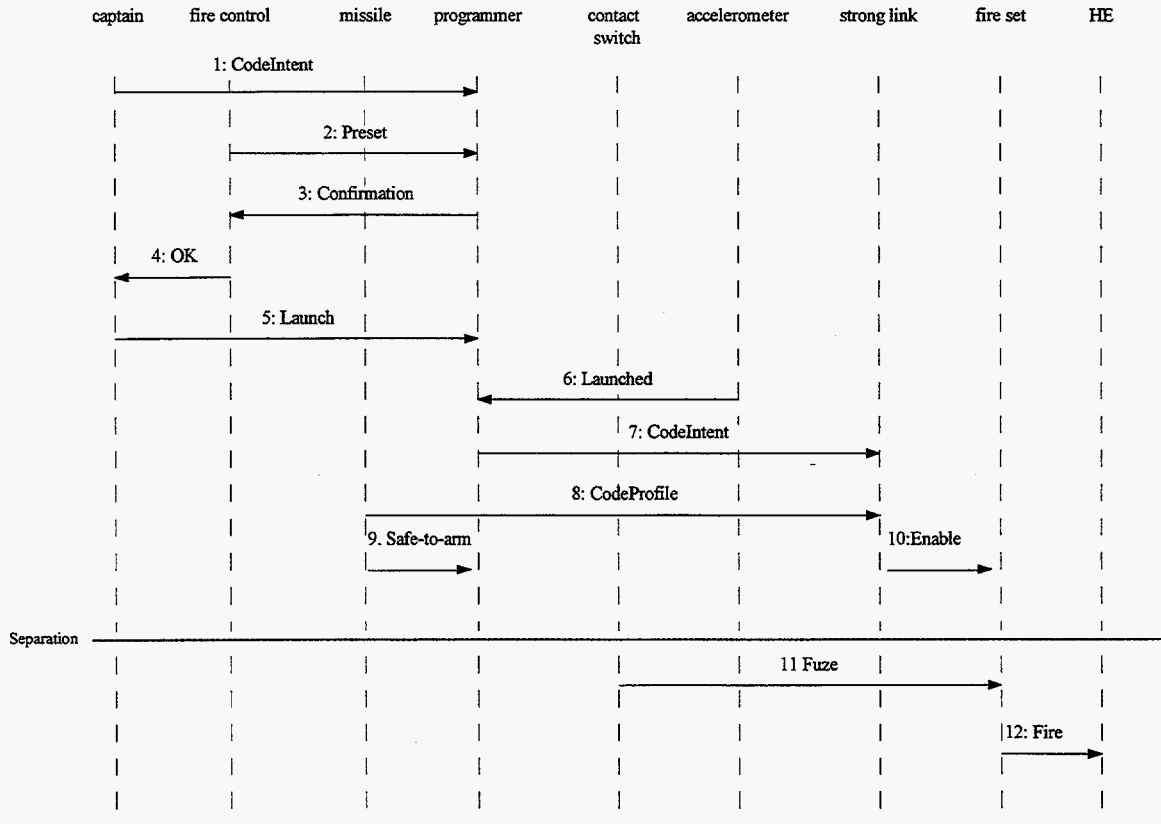 captain fire control missile programmer contact accelerometer strong link fire set HE
switch
1: CodeIntent
2: Preset
3: Confirmation
4: OK
5: Launch
6: Launched
7: CodeIntent
8: CodeProfile
9. Safe-to-arm 10:Enable
Separation
11 Fuze
12: Fire